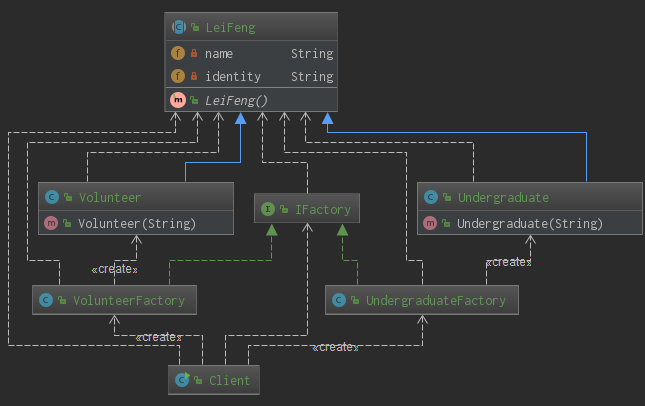 LeiFeng
name String
identity String
LeiFeng()
Volunteer
Volunteer(String)
IFactory
Undergraduate
Undergraduate(String)
«create»
«create»
VolunteerFactory
UndergraduateFactory
«create»
«create»
Client